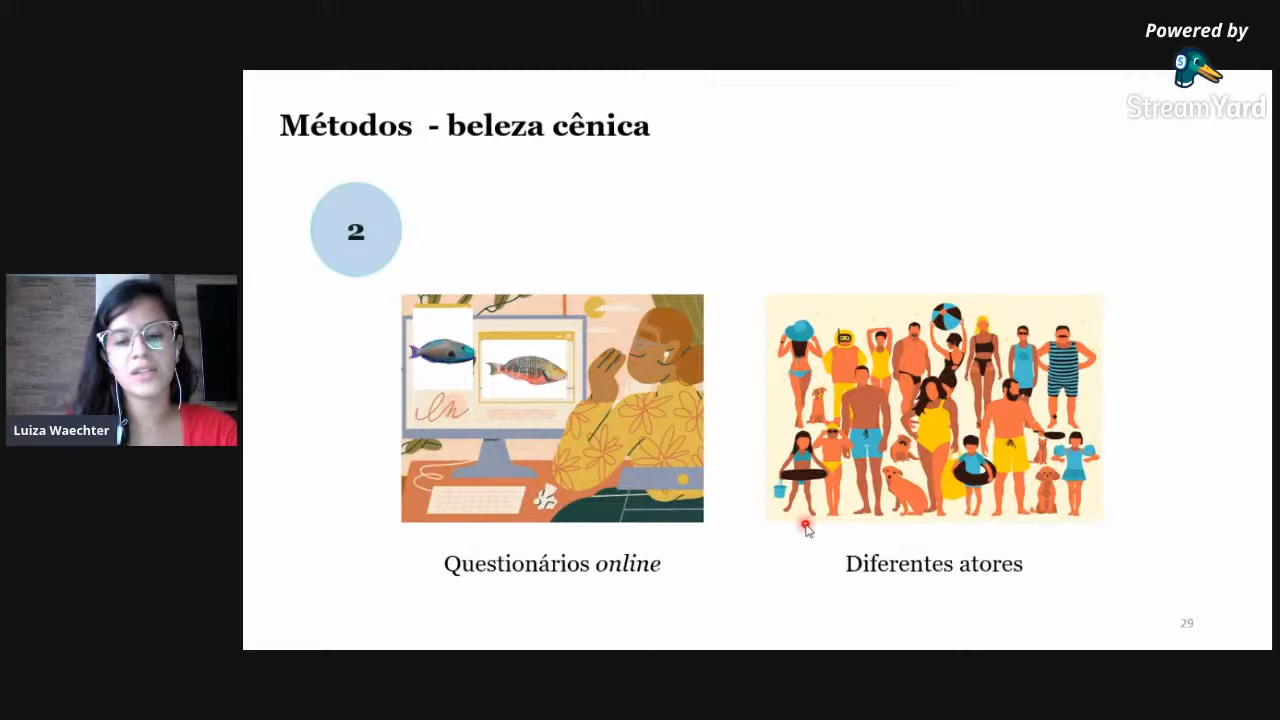 Powered by
StreamYard
Métodos - beleza cênica
2
Luiza Waechter
Questionários online
Diferentes atores
29